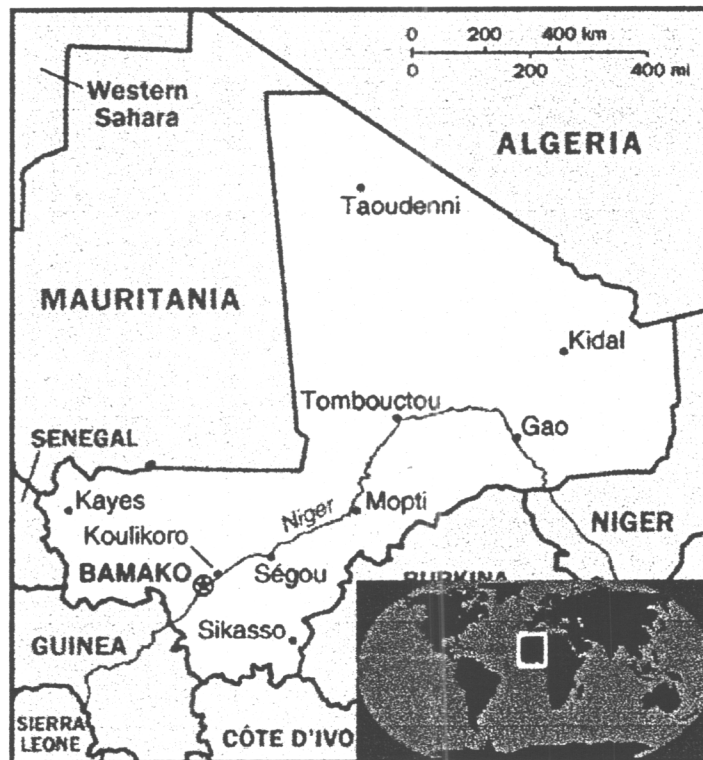 0 200 400 km
0 200 400 mi
Western
Sahara
ALGERIA
Taoudenni
MAURITANIA
Kidal
Tombouctou
Gao
SENEGAL
Kayes
Niger
Mopti
NIGER
Koulikoro
BAMAKO
Ségou
BURKINA
GUINEA
Sikasso
SIERRA
LEONE
CÔTE D'IVO